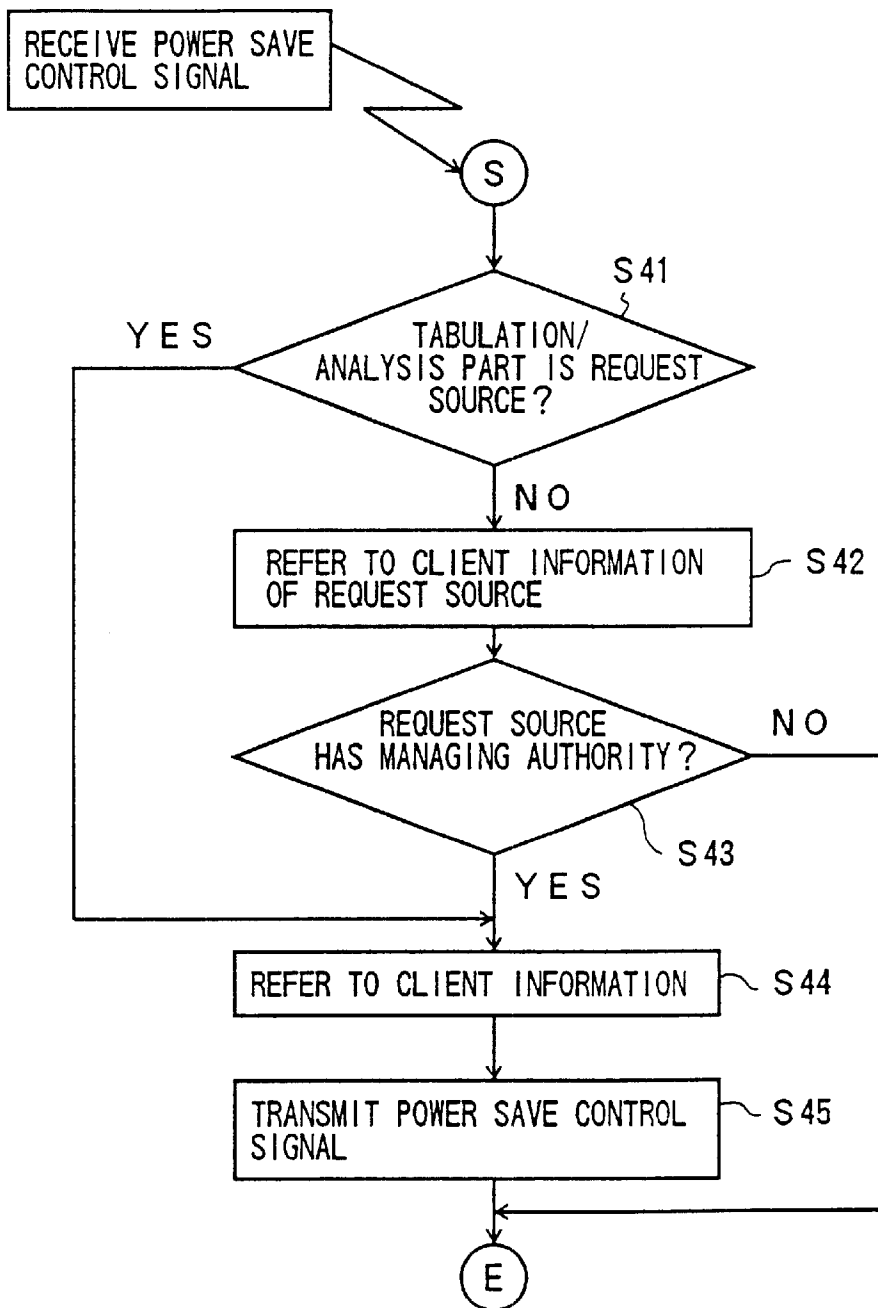 RECEIVE POWER SAVE
CONTROL SIGNAL
S
S41
YES
TABULATION/
ANALYSIS PART IS REQUEST
SOURCE?
NO
REFER TO CLIENT INFORMATION
OF REQUEST SOURCE
S42
REQUEST SOURCE
HAS MANAGING AUTHORITY?
NO
S43
YES
REFER TO CLIENT INFORMATION
S44
TRANSMIT POWER SAVE CONTROL
SIGNAL
S45
E